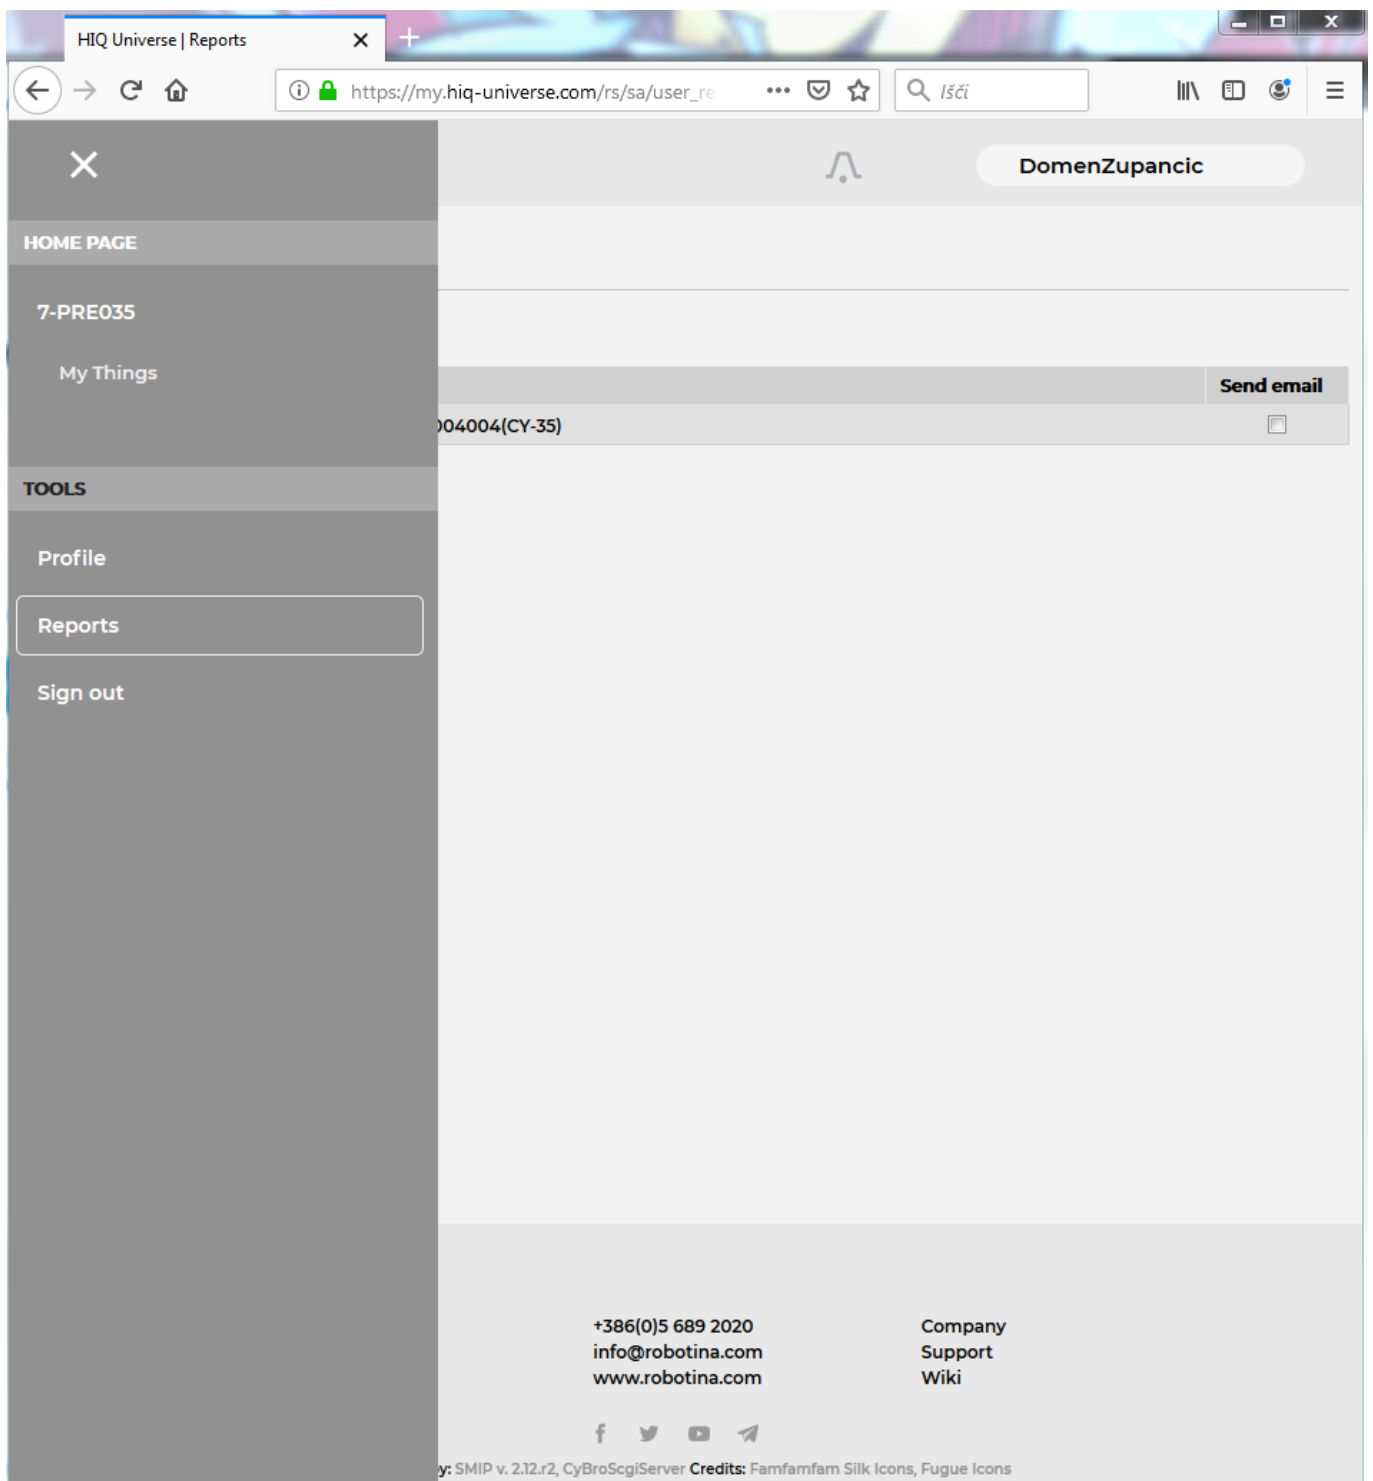 HIQ Universe | Reports
https://my.hiq-universe.com/rs/sa/user_re
Išči
DomenZupancic
HOME PAGE
7-PRE035
My Things
Send email
004004(CY-35)
TOOLS
Profile
Reports
Sign out
+386(0)5 689 2020
info@robotina.com
www.robotina.com
Company
Support
Wiki
y: SMIP v. 2.12.r2, CyBroScgiServer Credits: Famfamfam Silk Icons, Fugue Icons